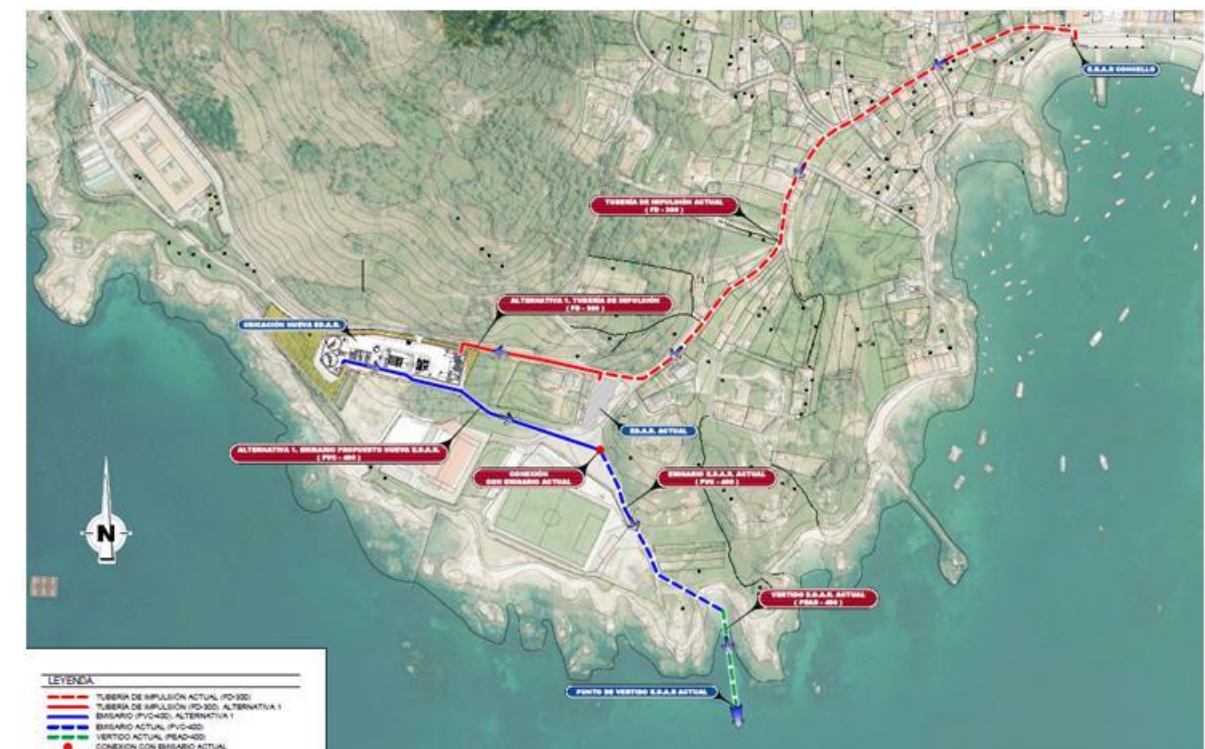 E.B.A.R CONCELLO
TUBERÍA DE IMPULSIÓN ACTUAL
( FD - 300 )
ALTERNATIVA 1. TUBERÍA DE IMPULSIÓN
( FD - 300 )
UBICACIÓN NUEVA E.D.A.R.
E.D.A.R. ACTUAL
ALTERNATIVA 1. EMISARIO PROPUESTO NUEVA E.D.A.R.
( PVC - 400 )
CONEXIÓN
CON EMISARIO ACTUAL
EMISARIO E.D.A.R. ACTUAL
( PVC - 400 )
N
VERTIDO E.D.A.R. ACTUAL
( PEAD - 400 )
PUNTO DE VERTIDO E.D.A.R ACTUAL
LEYENDA.
TUBERÍA DE IMPULSIÓN ACTUAL (FD-300)
TUBERÍA DE IMPULSIÓN (FD-300). ALTERNATIVA 1
EMISARIO (PVC-400). ALTERNATIVA 1
EMISARIO ACTUAL (PVC-400)
VERTIDO ACTUAL (PEAD-400)
CONEXION CON EMISARIO ACTUAL